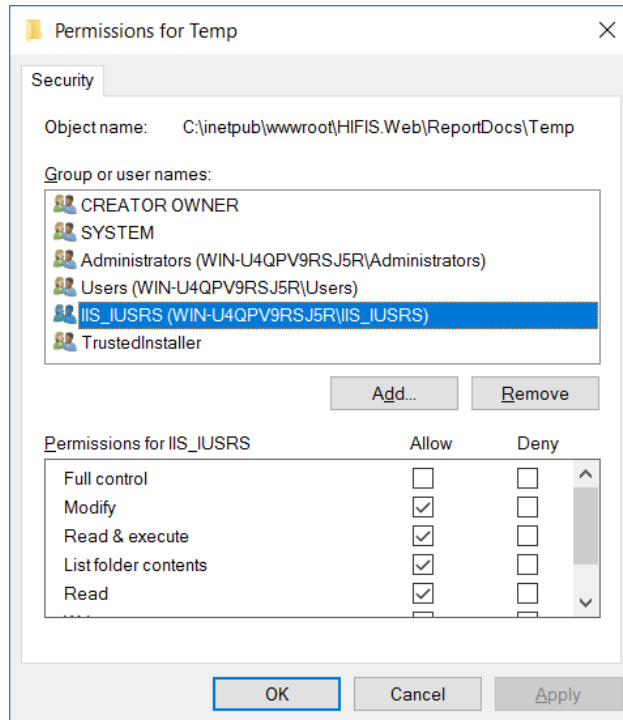 Permissions for Temp
Security
Object name: C:\inetpub\wwwroot\HIFIS.Web\ReportDocs\Temp
Group or user names:
CREATOR OWNER
SYSTEM
Administrators (WIN-U4QPV9RSJ5R\Administrators)
Users (WIN-U4QPV9RSJ5R\Users)
IIS_IUSRS (WIN-U4QPV9RSJ5R\IIS_IUSRS)
TrustedInstaller
Add... Remove
Permissions for IIS_IUSRS Allow Deny
Full control
Modify
Read & execute
List folder contents
Read
OK Cancel Apply